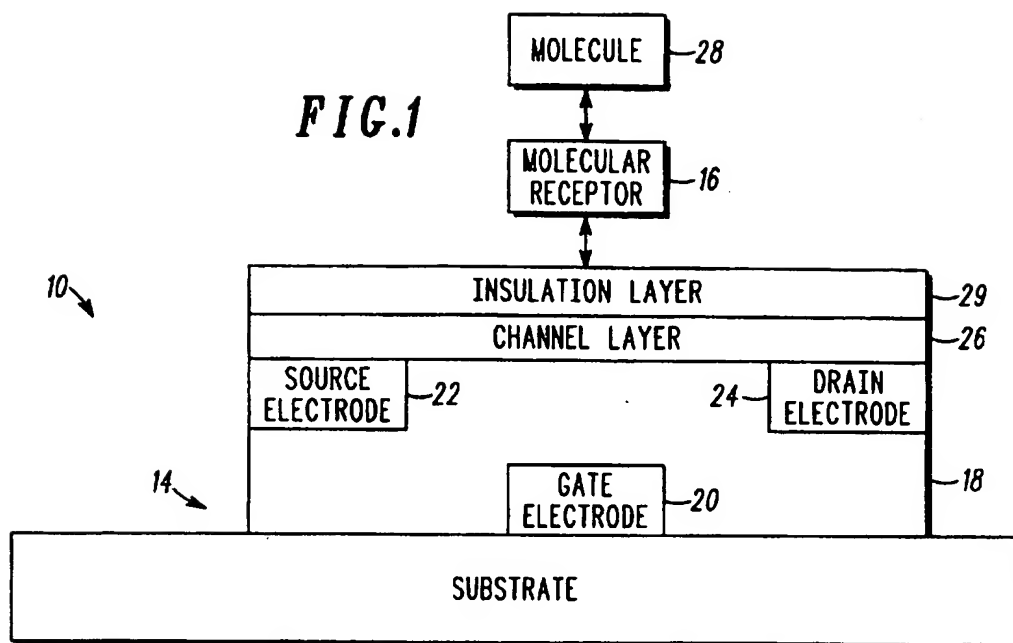 MOLECULE
28
FIG.1
MOLECULAR
RECEPTOR
16
10
INSULATION LAYER
29
CHANNEL LAYER
26
SOURCE
ELECTRODE
22
24
DRAIN
ELECTRODE
14
GATE
ELECTRODE
20
18
SUBSTRATE